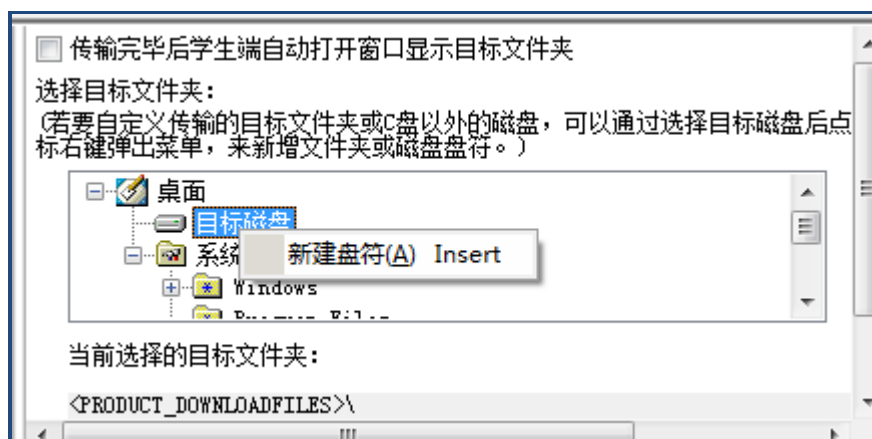 传输完毕后学生端自动打开窗口显示目标文件夹
选择目标文件夹：
（若要自定义传输的目标文件夹或C盘以外的磁盘，可以通过选择目标磁盘后点
标右键弹出菜单，来新增文件夹或磁盘盘符。）
桌面
目标磁盘
系统
新建盘符(A) Insert
Windows
Program Files
当前选择的目标文件夹：
<PRODUCT_DOWNLOADFILES>\